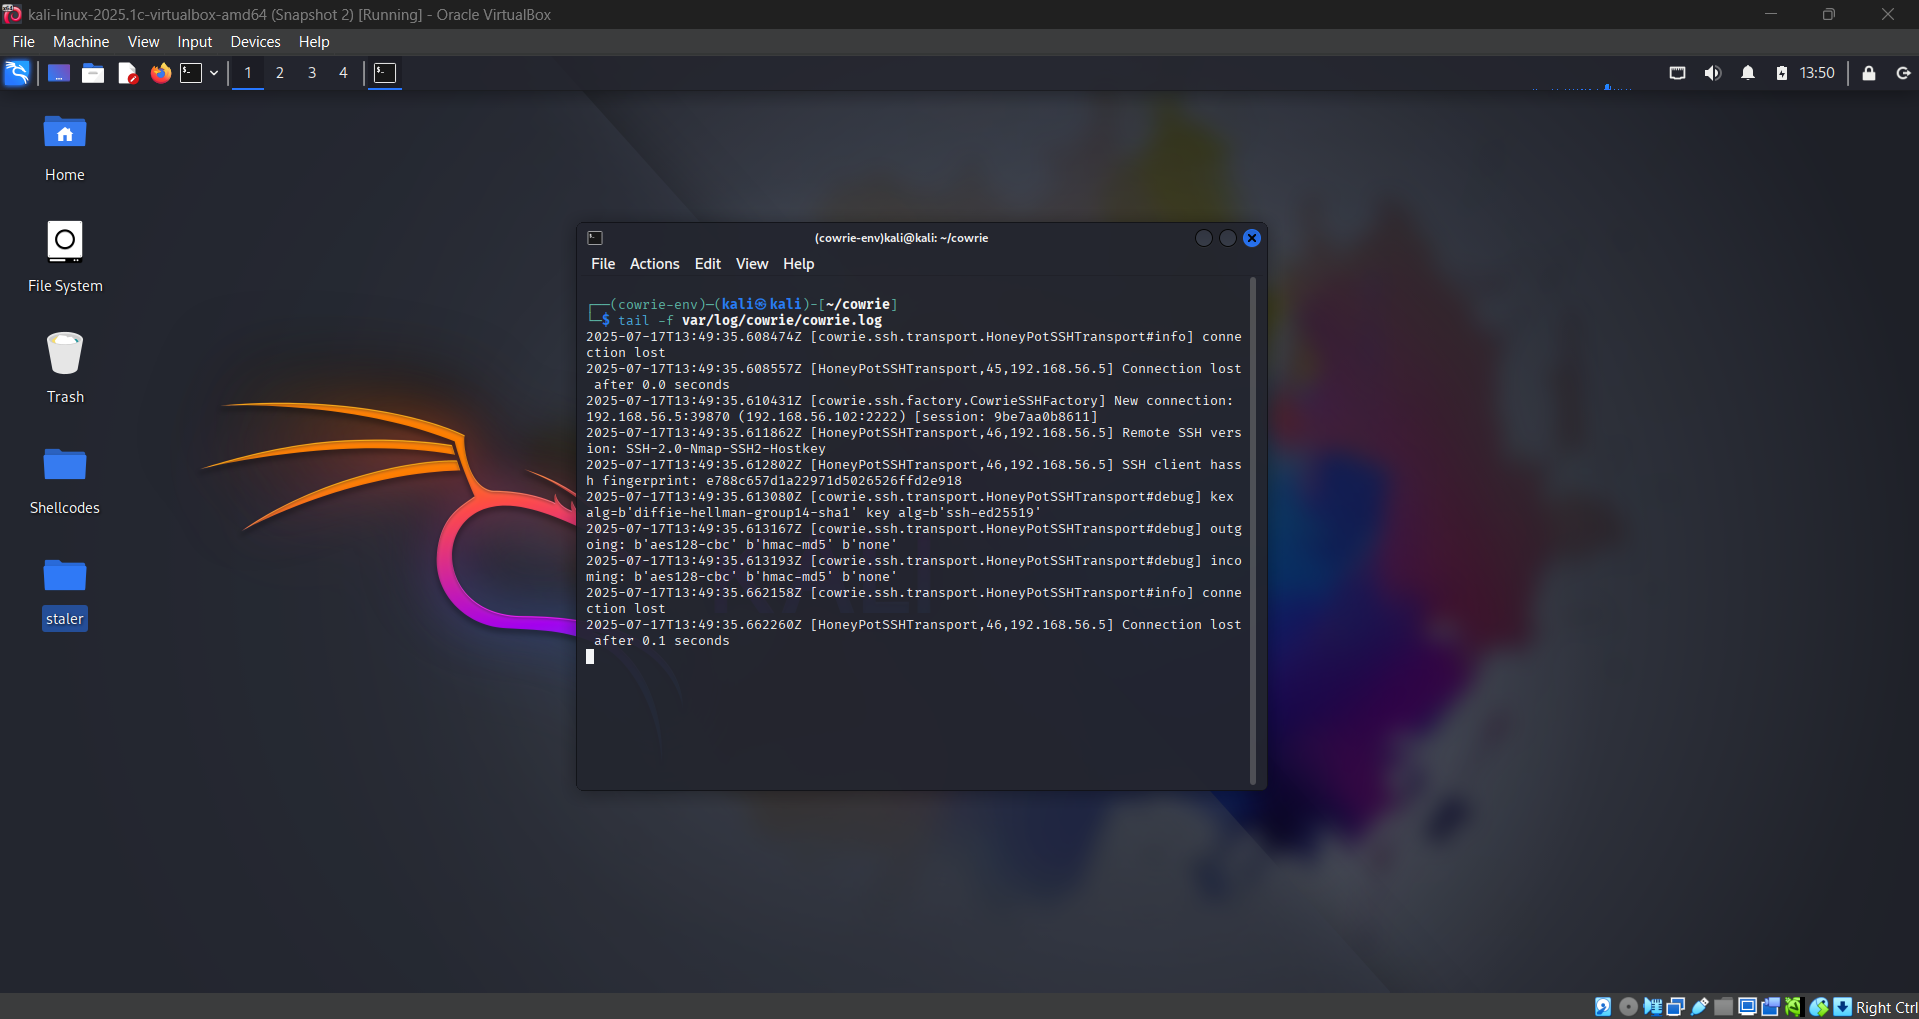 kali-linux-2025.1c-virtualbox-amd64 (Snapshot 2) [Running] - Oracle VirtualBox
File Machine View Input Devices Help
1 2 3 4 13:50
Home
File System
Trash
Shellcodes
staler
(cowrie-env)kali@kali: ~/cowrie
File Actions Edit View Help
┌──(cowrie-env)─(kali㉿kali)-[~/cowrie]
└─$ tail -f var/log/cowrie/cowrie.log
2025-07-17T13:49:35.608474Z [cowrie.ssh.transport.HoneyPotSSHTransport#info] conne
ction lost
2025-07-17T13:49:35.608557Z [HoneyPotSSHTransport,45,192.168.56.5] Connection lost
after 0.0 seconds
2025-07-17T13:49:35.610431Z [cowrie.ssh.factory.CowrieSSHFactory] New connection:
192.168.56.5:39870 (192.168.56.102:2222) [session: 9be7aa0b8611]
2025-07-17T13:49:35.611862Z [HoneyPotSSHTransport,46,192.168.56.5] Remote SSH vers
ion: SSH-2.0-Nmap-SSH2-Hostkey
2025-07-17T13:49:35.612802Z [HoneyPotSSHTransport,46,192.168.56.5] SSH client hass
h fingerprint: e788c657d1a22971d5026526ffd2e918
2025-07-17T13:49:35.613080Z [cowrie.ssh.transport.HoneyPotSSHTransport#debug] kex
alg=b'diffie-hellman-group14-sha1' key alg=b'ssh-ed25519'
2025-07-17T13:49:35.613167Z [cowrie.ssh.transport.HoneyPotSSHTransport#debug] outg
oing: b'aes128-cbc' b'hmac-md5' b'none'
2025-07-17T13:49:35.613193Z [cowrie.ssh.transport.HoneyPotSSHTransport#debug] inco
ming: b'aes128-cbc' b'hmac-md5' b'none'
2025-07-17T13:49:35.662158Z [cowrie.ssh.transport.HoneyPotSSHTransport#info] conne
ction lost
2025-07-17T13:49:35.662260Z [HoneyPotSSHTransport,46,192.168.56.5] Connection lost
after 0.1 seconds
Right Ctrl